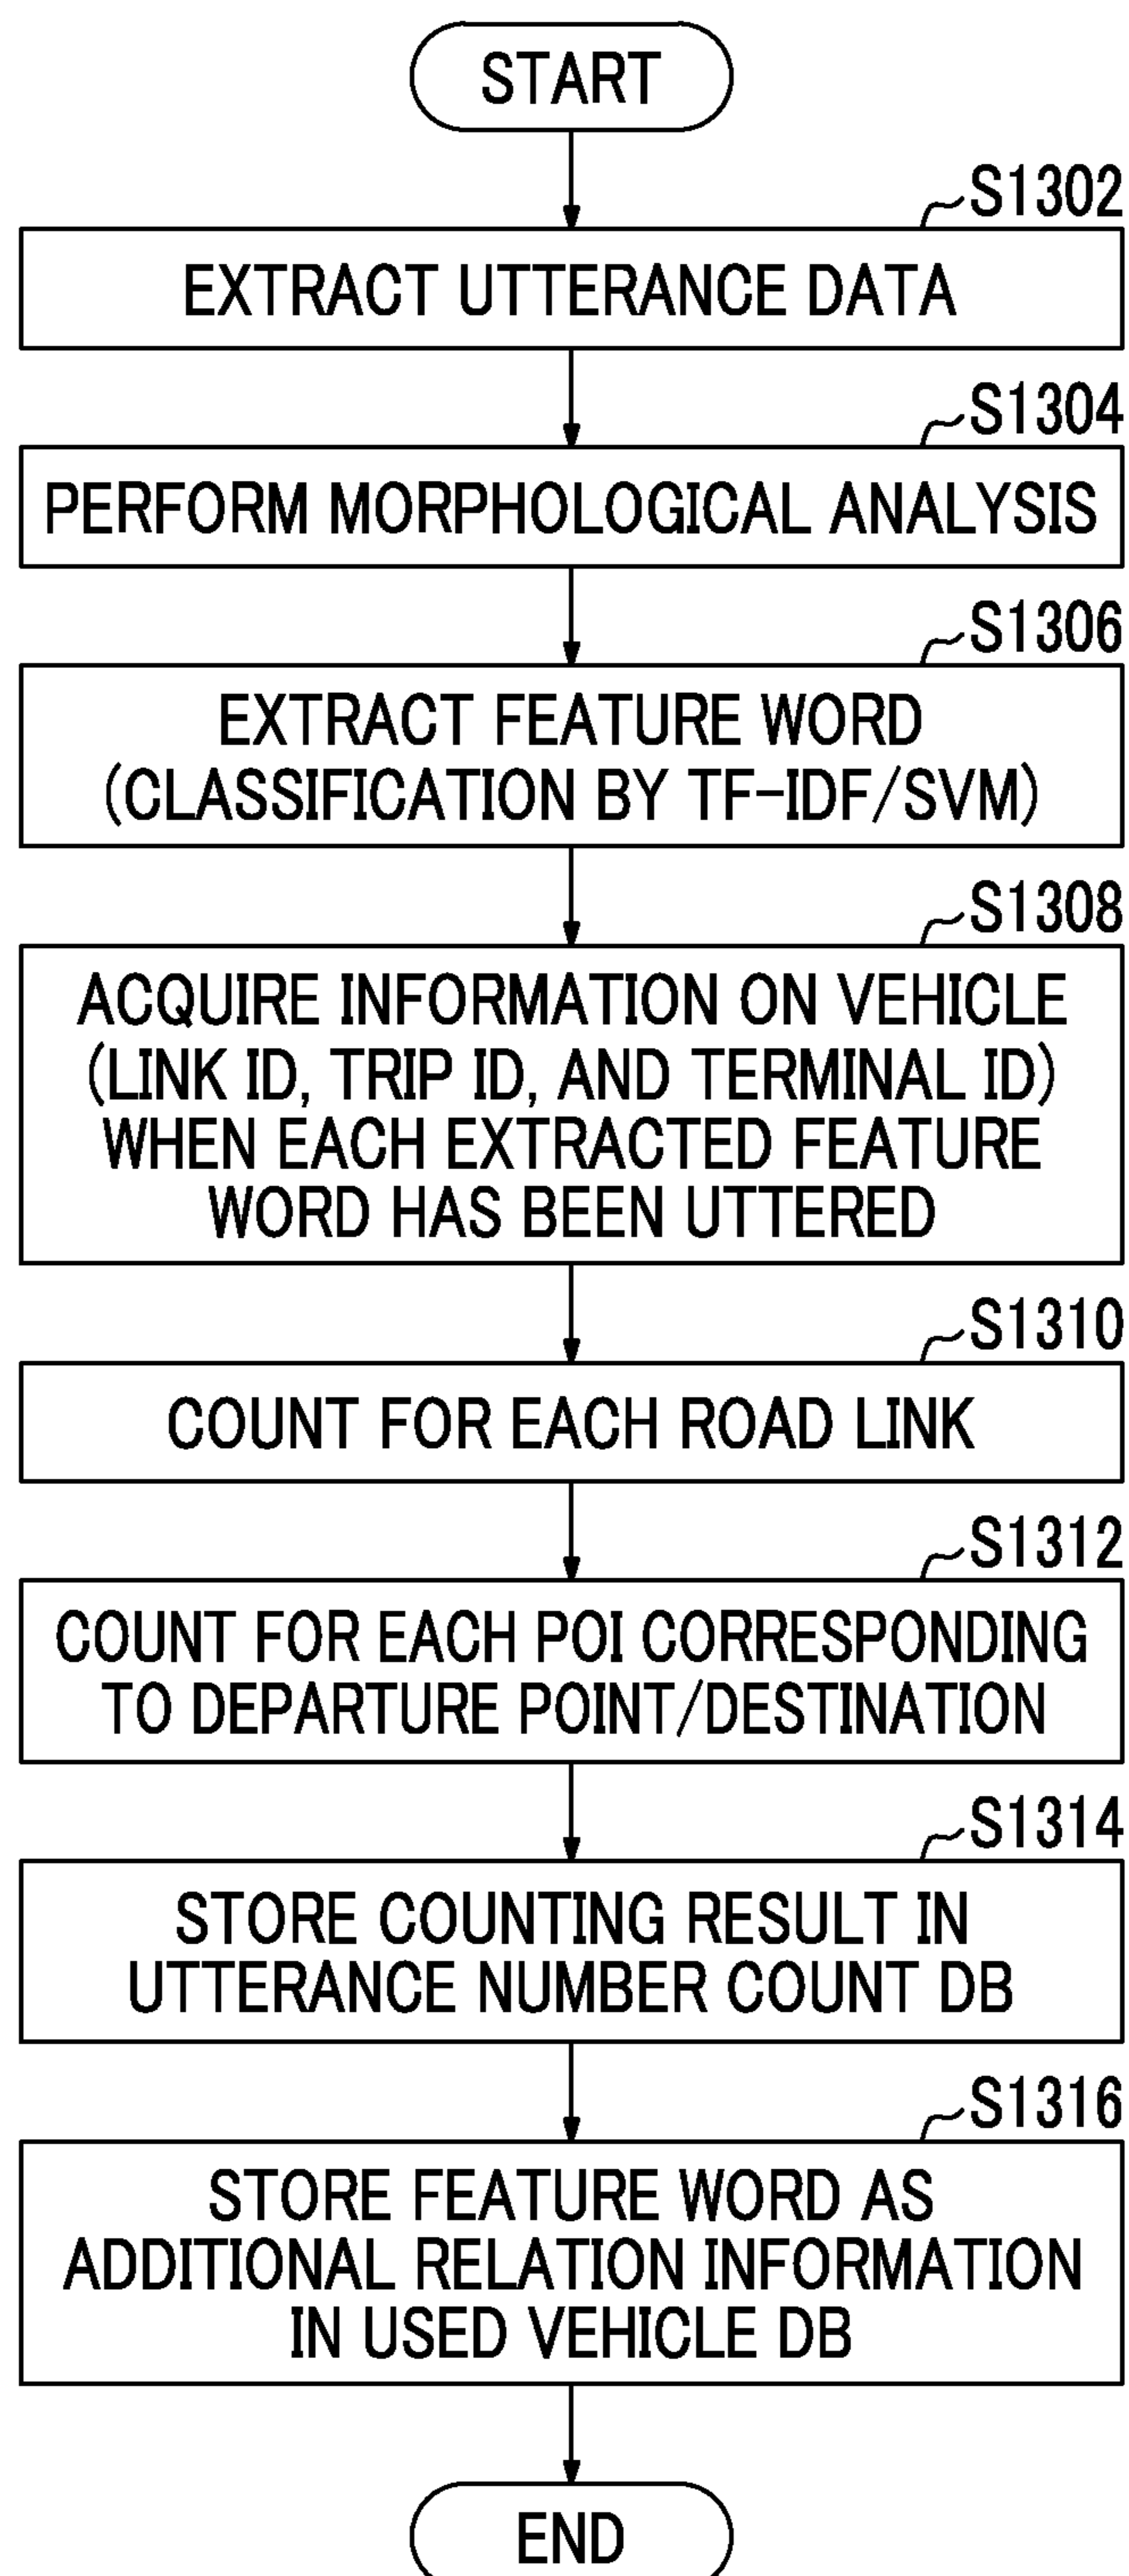 START
S1302
EXTRACT UTTERANCE DATA
S1304
PERFORM MORPHOLOGICAL ANALYSIS
S1306
EXTRACT FEATURE WORD
(CLASSIFICATION BY TF-IDF/SVM)
S1308
ACQUIRE INFORMATION ON VEHICLE
(LINK ID, TRIP ID, AND TERMINAL ID)
WHEN EACH EXTRACTED FEATURE
WORD HAS BEEN UTTERED
S1310
COUNT FOR EACH ROAD LINK
S1312
COUNT FOR EACH POI CORRESPONDING
TO DEPARTURE POINT/DESTINATION
S1314
STORE COUNTING RESULT IN
UTTERANCE NUMBER COUNT DB
S1316
STORE FEATURE WORD AS
ADDITIONAL RELATION INFORMATION
IN USED VEHICLE DB
END